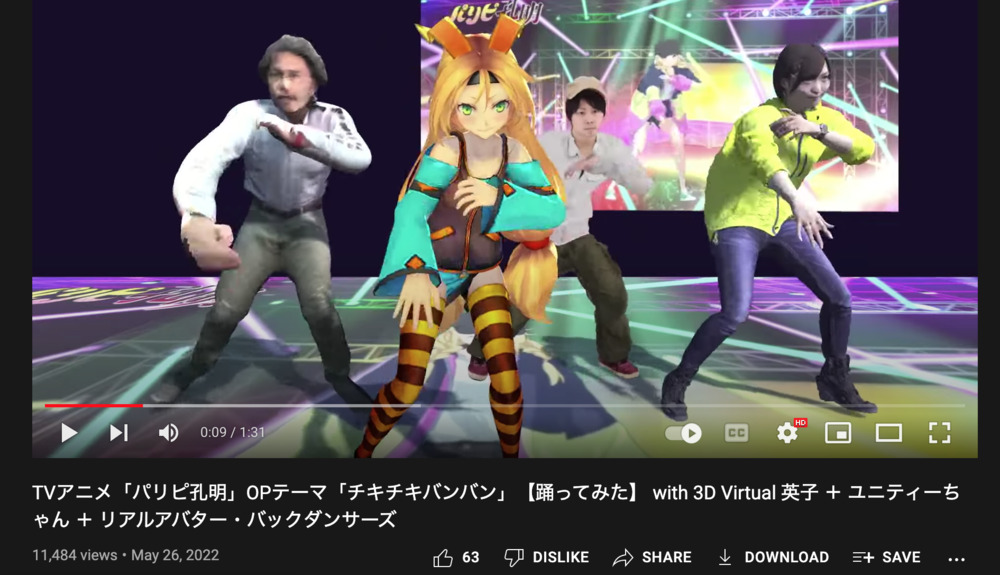 パリピ孔明
0:09 / 1:31
CC
HD
TVアニメ「パリピ孔明」OPテーマ「チキチキバンバン」【踊ってみた】 with 3D Virtual 英子 ＋ ユニティーち
ゃん ＋ リアルアバター・バックダンサーズ
11,484 views • May 26, 2022
63
DISLIKE
SHARE
DOWNLOAD
SAVE